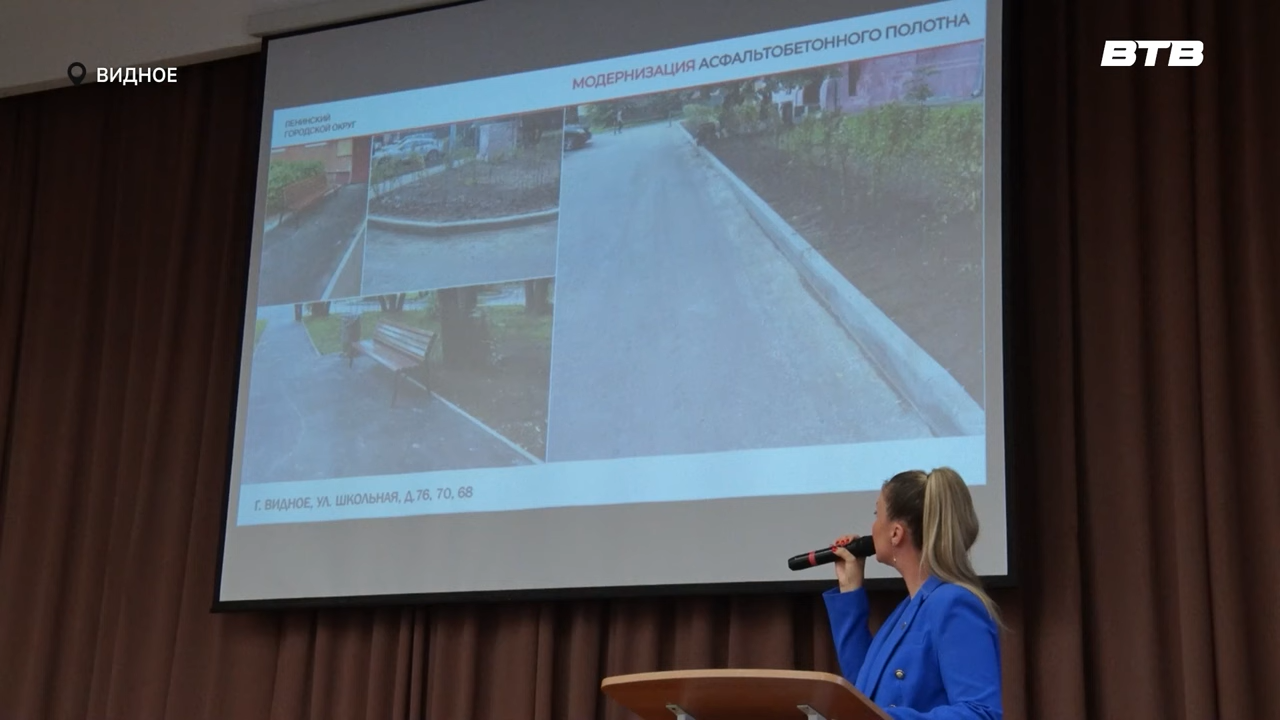 ВИДНОЕ
ВТВ
МОДЕРНИЗАЦИЯ АСФАЛЬТОБЕТОННОГО ПОЛОТНА
ЛЕНИНСКИЙ
ГОРОДСКОЙ ОКРУГ
Г. ВИДНОЕ, УЛ. ШКОЛЬНАЯ, Д.76, 70, 68